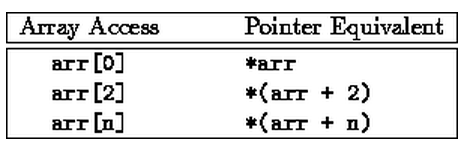 Array Access Pointer Equivalent
arr[0] *arr
arr[2] *(arr + 2)
arr[n] *(arr + n)